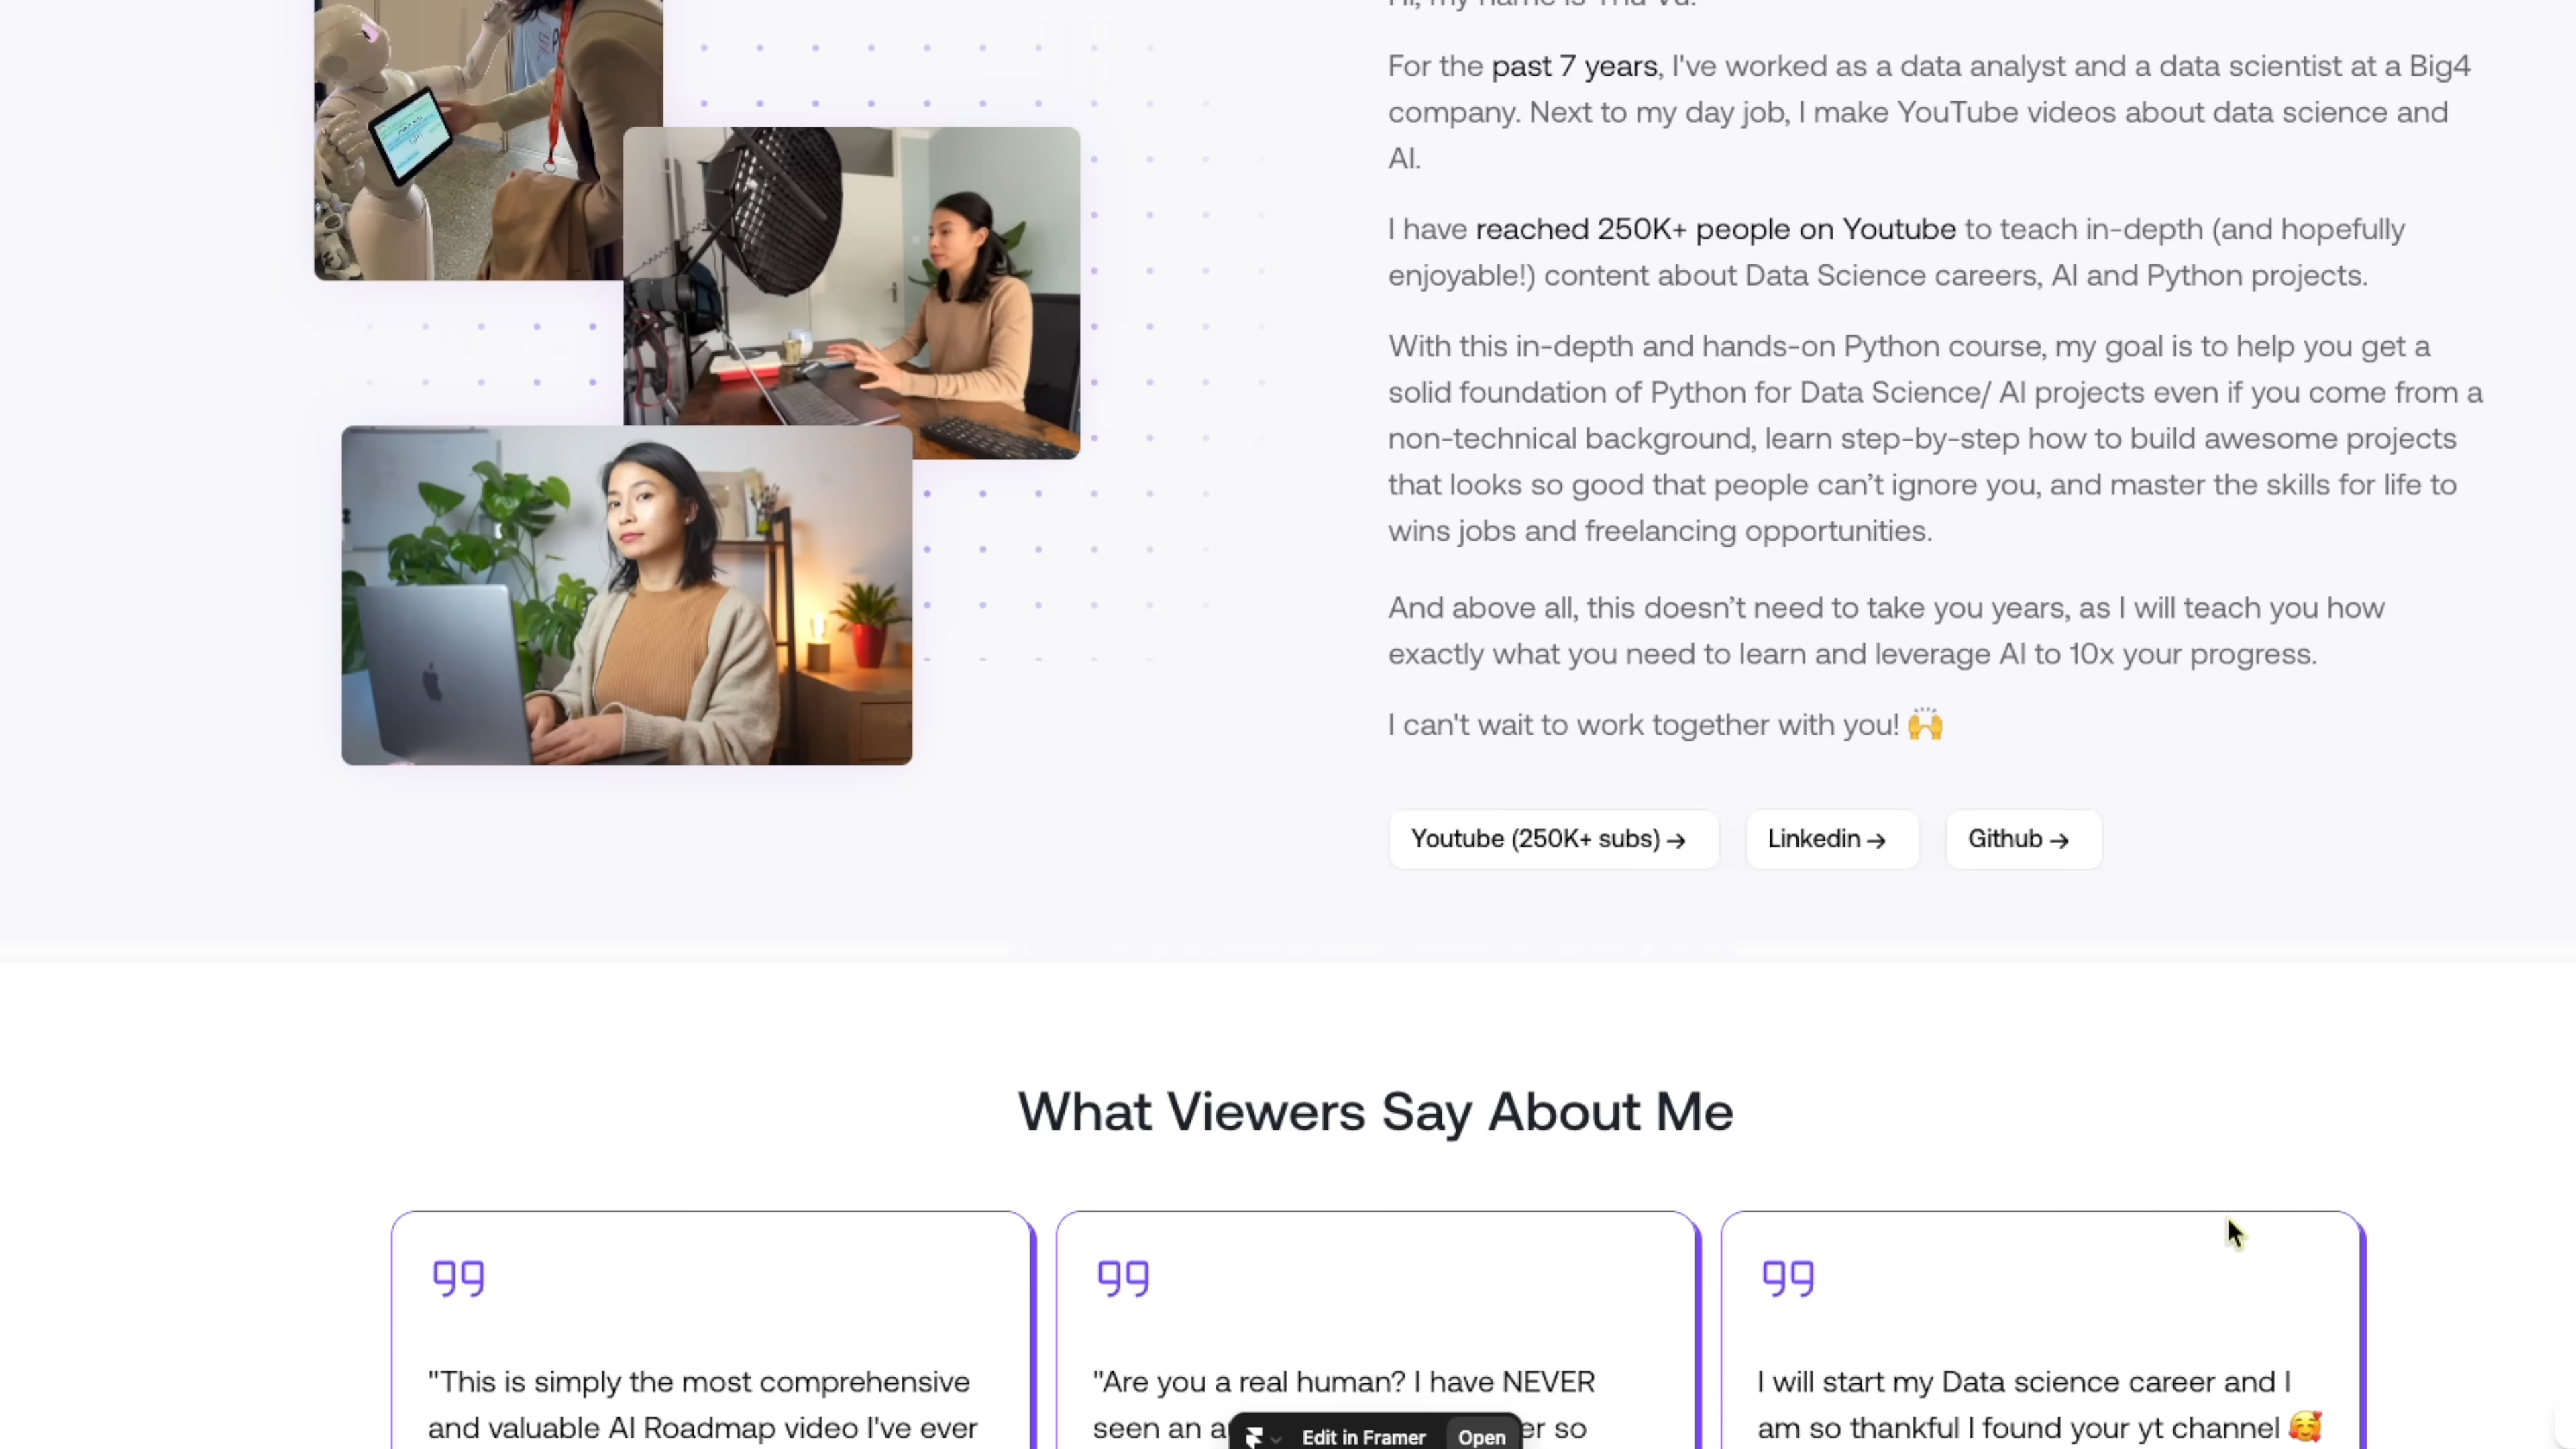 Hi, my name is Thu Vu.
For the past 7 years, I've worked as a data analyst and a data scientist at a Big4
company. Next to my day job, I make YouTube videos about data science and
AI.
I have reached 250K+ people on Youtube to teach in-depth (and hopefully
enjoyable!) content about Data Science careers, AI and Python projects.
With this in-depth and hands-on Python course, my goal is to help you get a
solid foundation of Python for Data Science/ AI projects even if you come from a
non-technical background, learn step-by-step how to build awesome projects
that looks so good that people can’t ignore you, and master the skills for life to
wins jobs and freelancing opportunities.
And above all, this doesn’t need to take you years, as I will teach you how
exactly what you need to learn and leverage AI to 10x your progress.
I can't wait to work together with you! 🙌
Youtube (250K+ subs) →
Linkedin →
Github →
What Viewers Say About Me
"This is simply the most comprehensive
and valuable AI Roadmap video I've ever
"Are you a real human? I have NEVER
seen an
er so
I will start my Data science career and I
am so thankful I found your yt channel 🥰
Edit in Framer
Open